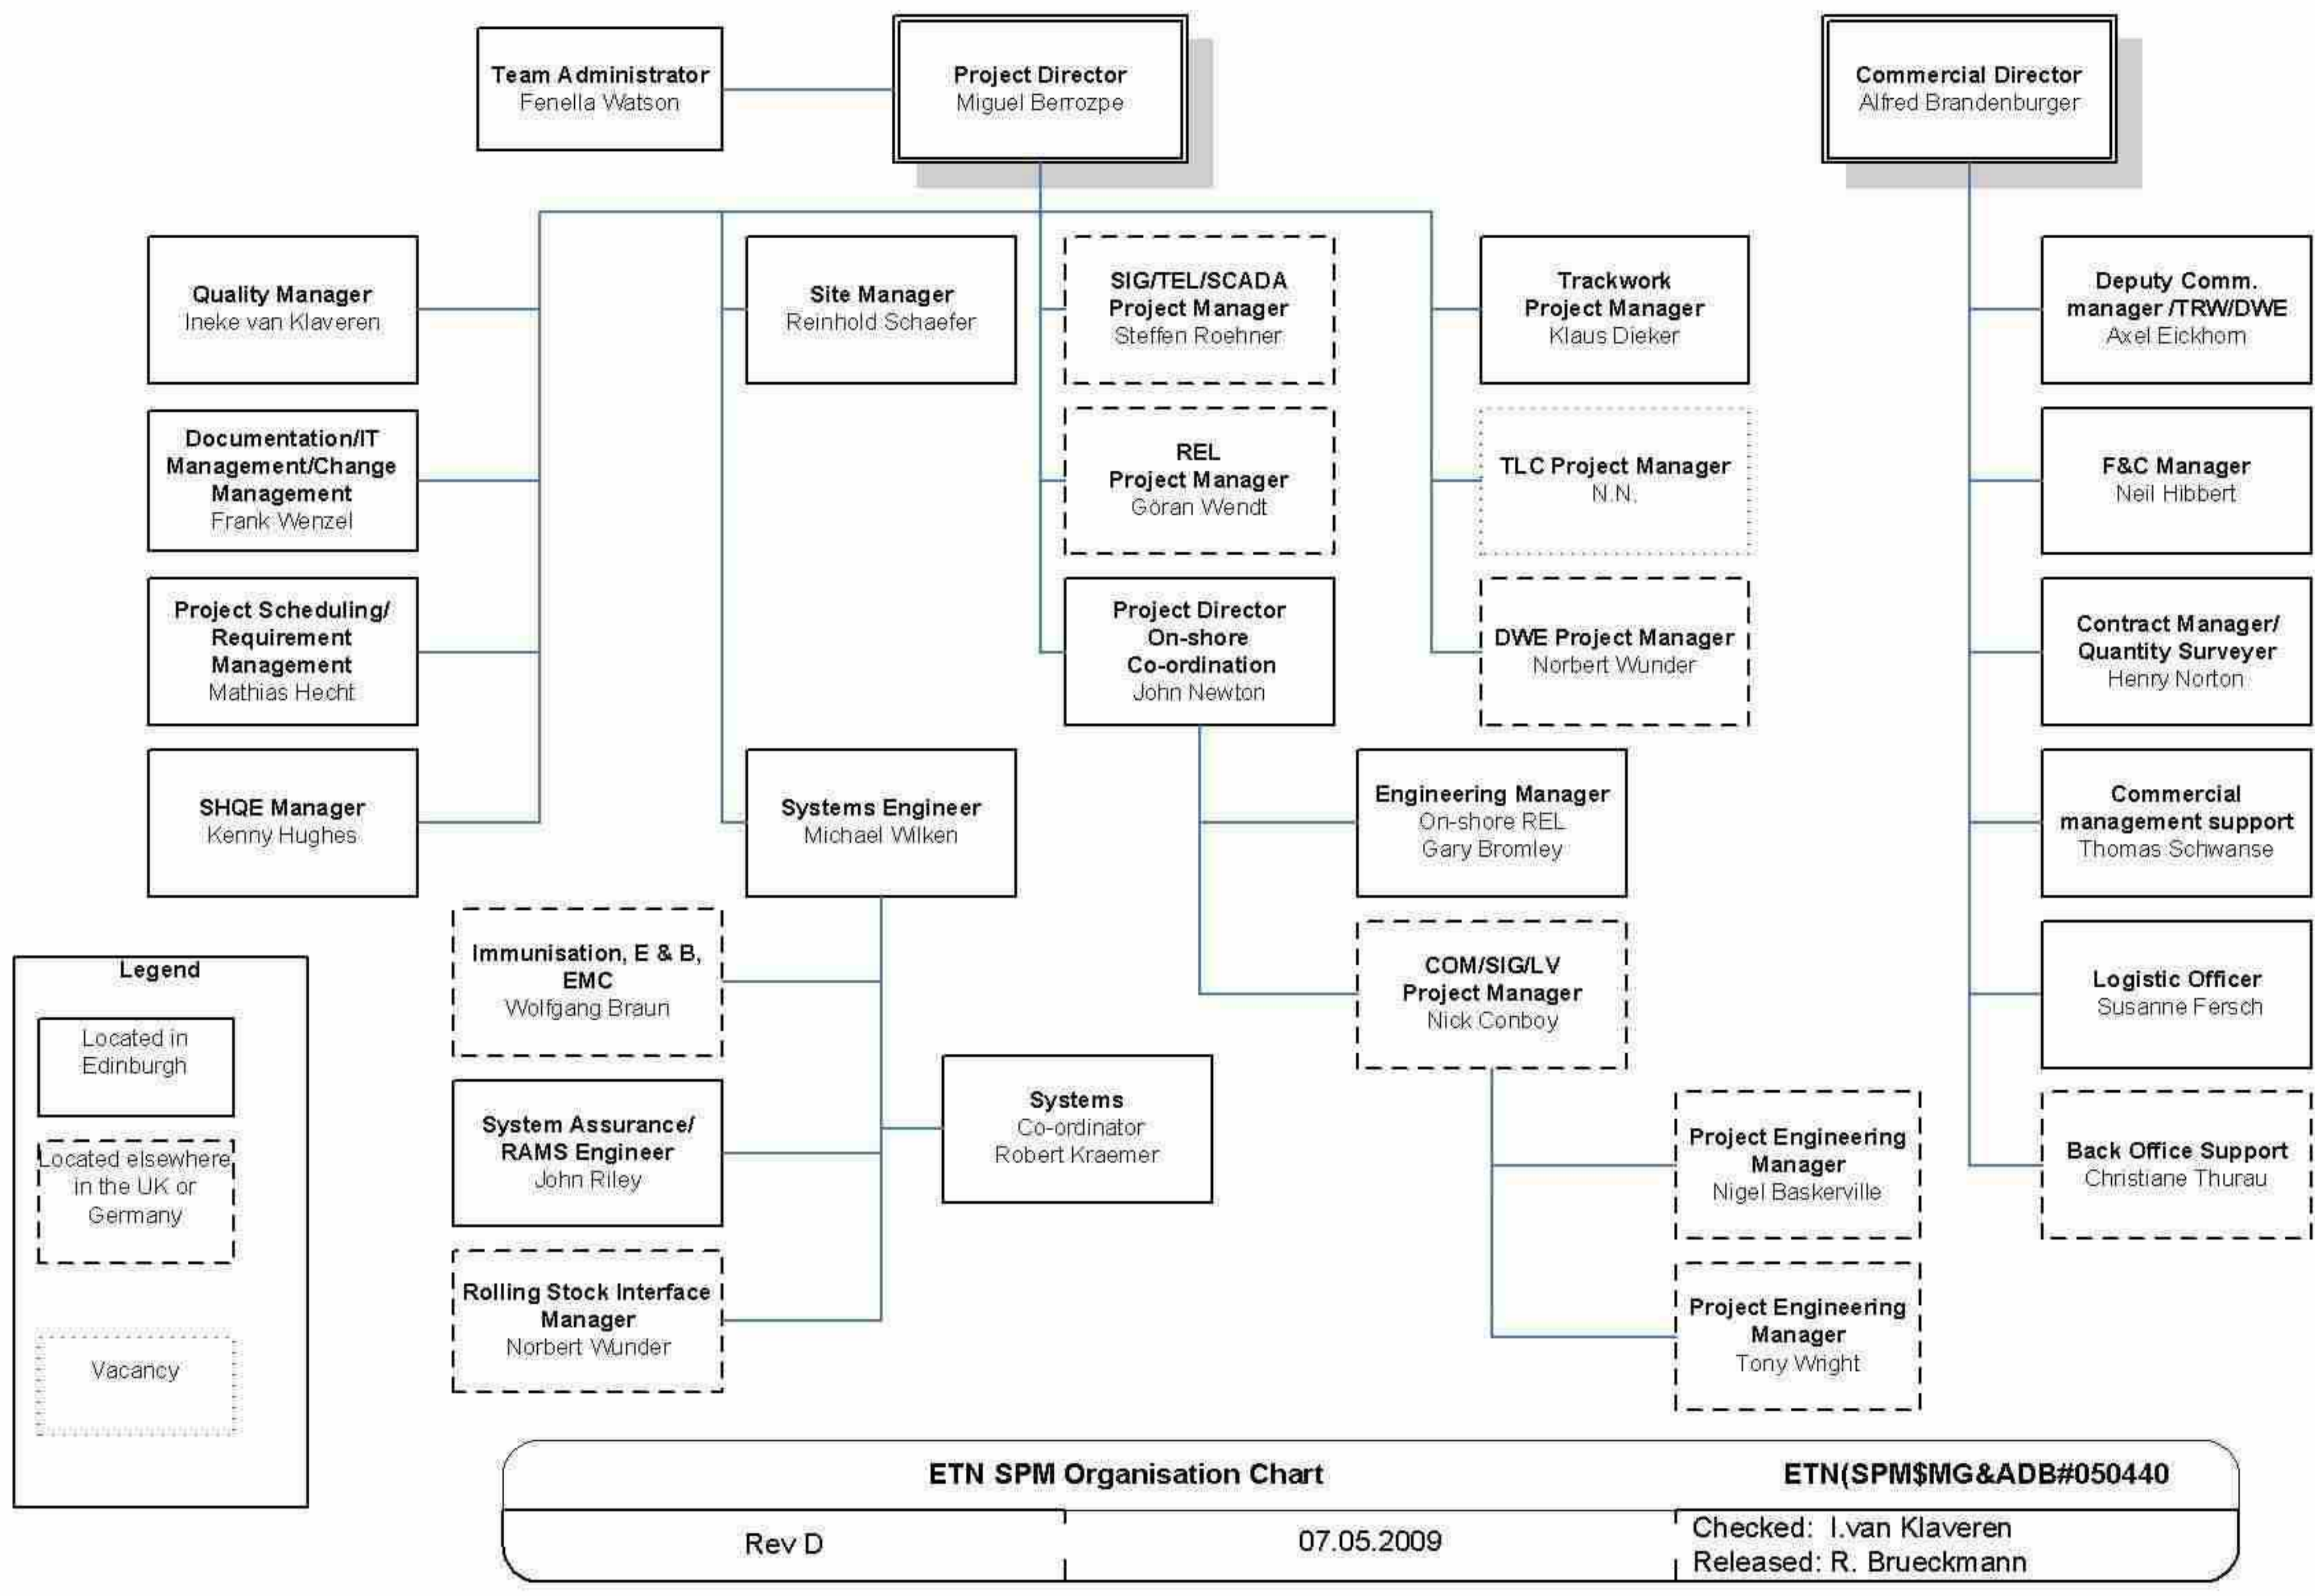 Team Administrator
Fenella Watson
Project Director
Miguel Berrozpe
Commercial Director
Alfred Brandenburger
Quality Manager
Ineke van Klaveren
Site Manager
Reinhold Schaefer
SIG/TEL/SCADA
Project Manager
Steffen Roehner
Trackwork
Project Manager
Klaus Dieker
Deputy Comm.
manager /TRW/DWE
Axel Eickhorn
Documentation/IT
Management/Change
Management
Frank Wenzel
REL
Project Manager
Göran Wendt
TLC Project Manager
N.N.
F&C Manager
Neil Hibbert
Project Scheduling/
Requirement
Management
Mathias Hecht
Project Director
On-shore
Co-ordination
John Newton
DWE Project Manager
Norbert Wunder
Contract Manager/
Quantity Surveyer
Henry Norton
SHQE Manager
Kenny Hughes
Systems Engineer
Michael Wilken
Engineering Manager
On-shore REL
Gary Bromley
Commercial
management support
Thomas Schwanse
Immunisation, E & B,
EMC
Wolfgang Braun
COM/SIG/LV
Project Manager
Nick Conboy
Logistic Officer
Susanne Fersch
System Assurance/
RAMS Engineer
John Riley
Systems
Co-ordinator
Robert Kraemer
Project Engineering
Manager
Nigel Baskerville
Back Office Support
Christiane Thurau
Rolling Stock Interface
Manager
Norbert Wunder
Project Engineering
Manager
Tony Wright
Legend
Located in
Edinburgh
Located elsewhere
in the UK or
Germany
Vacancy
ETN SPM Organisation Chart
ETN(SPM$MG&ADB#050440
Rev D
07.05.2009
Checked: I.van Klaveren
Released: R. Brueckmann